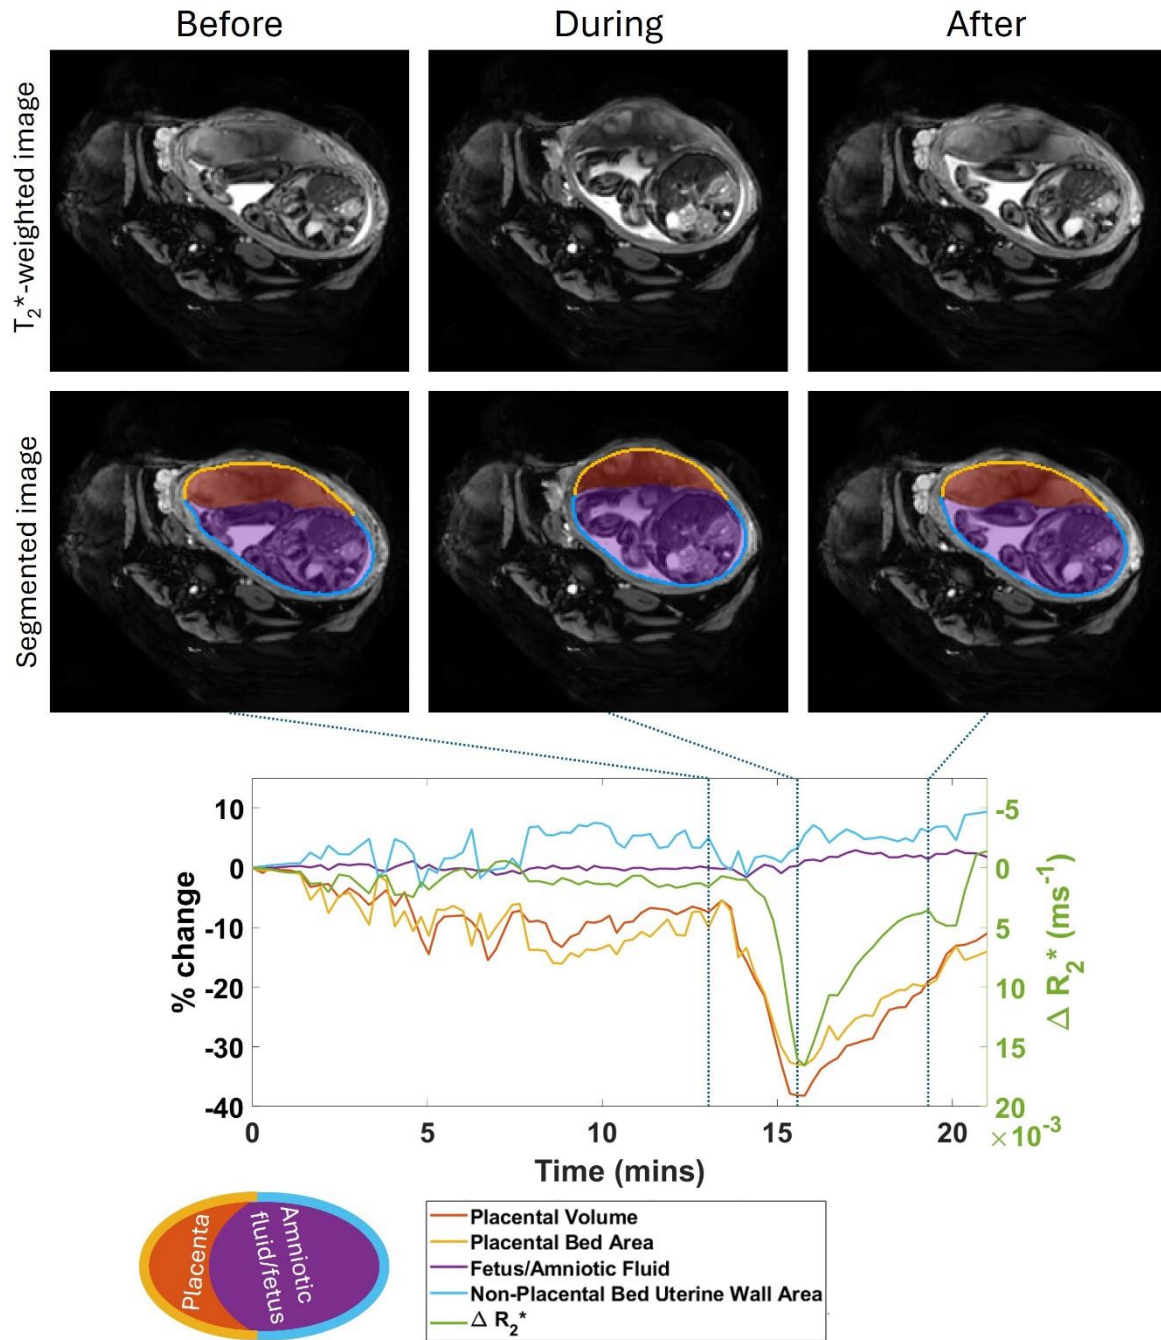 Before
During
After
T2*-weighted image
Segmented image
10
0
-10
-20
-30
-40
% change
-5
0
5
10
15
20
×10-3
Δ R2* (ms-1)
0
5
10
15
20
Time (mins)
Placenta
Amniotic
fluid/fetus
Placental Volume
Placental Bed Area
Fetus/Amniotic Fluid
Non-Placental Bed Uterine Wall Area
Δ R2*